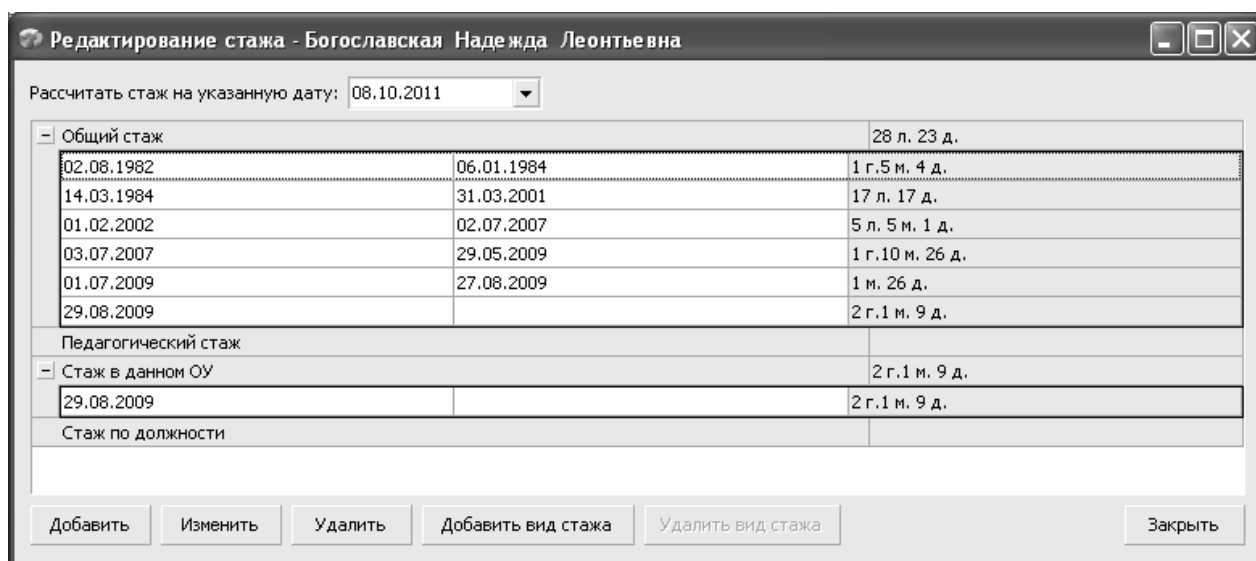 Редактирование стажа - Богославская Надежда Леонтьевна
Рассчитать стаж на указанную дату: 08.10.2011
Общий стаж 28 л. 23 д.
02.08.1982 06.01.1984 1 г.5 м. 4 д.
14.03.1984 31.03.2001 17 л. 17 д.
01.02.2002 02.07.2007 5 л. 5 м. 1 д.
03.07.2007 29.05.2009 1 г.10 м. 26 д.
01.07.2009 27.08.2009 1 м. 26 д.
29.08.2009 2 г.1 м. 9 д.
Педагогический стаж
Стаж в данном ОУ 2 г.1 м. 9 д.
29.08.2009 2 г.1 м. 9 д.
Стаж по должности
Добавить Изменить Удалить Добавить вид стажа Удалить вид стажа Закрыть